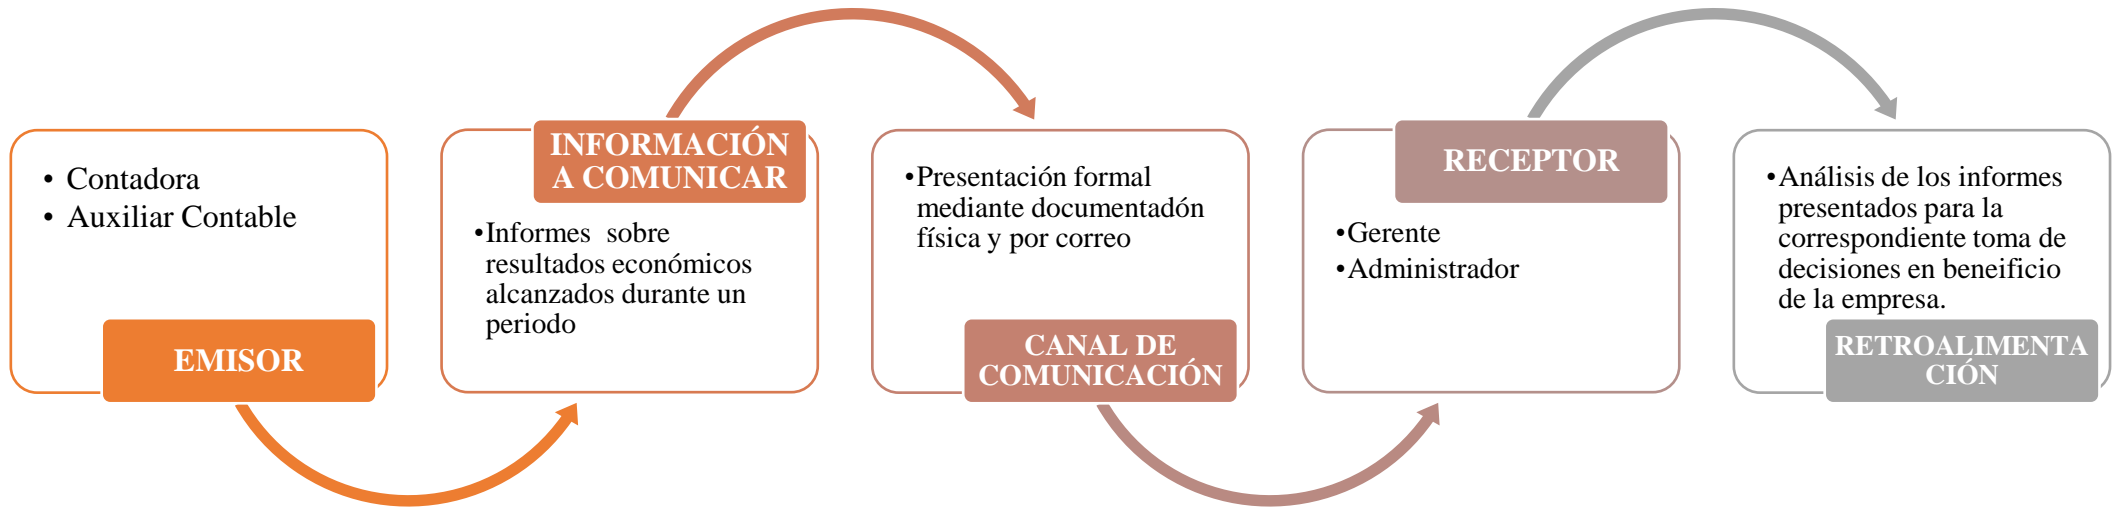 • Contadora
• Auxiliar Contable
EMISOR
INFORMACIÓN
A COMUNICAR
•Informes sobre
resultados económicos
alcanzados durante un
periodo
•Presentación formal
mediante documentadón
física y por correo
CANAL DE
COMUNICACIÓN
RECEPTOR
•Gerente
•Administrador
•Análisis de los informes
presentados para la
correspondiente toma de
decisiones en beneificio
de la empresa.
RETROALIMENTA
CIÓN